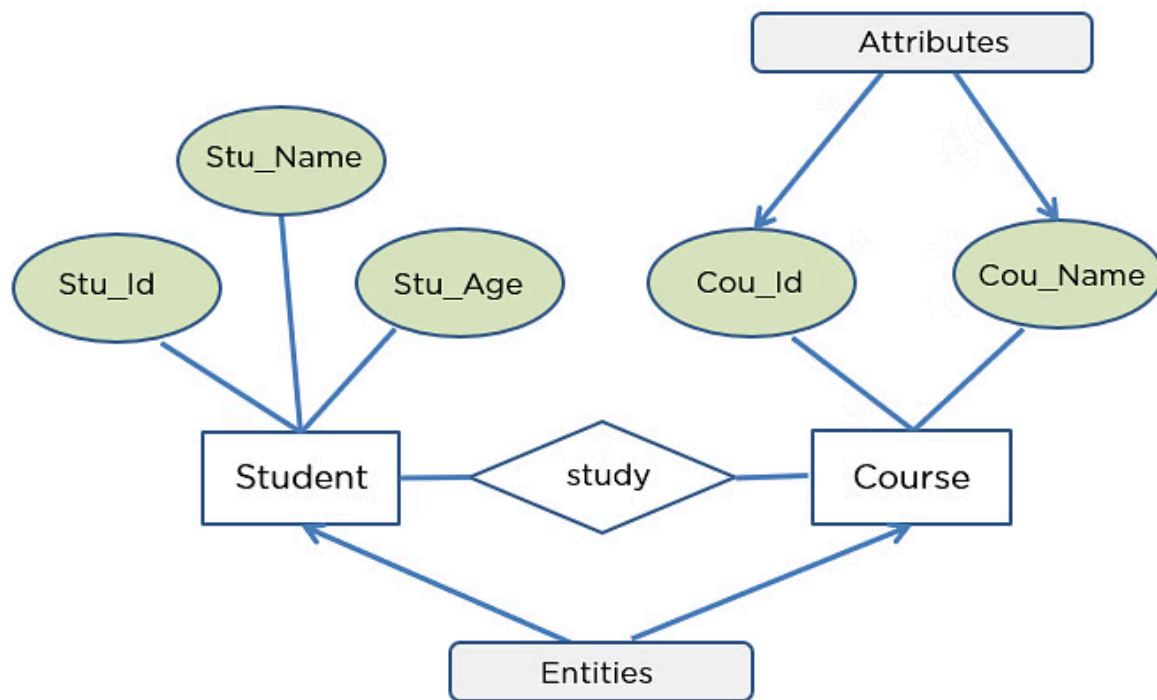 Attributes
Stu_Name
Stu_Id
Stu_Age
Cou_Id
Cou_Name
Student
study
Course
Entities